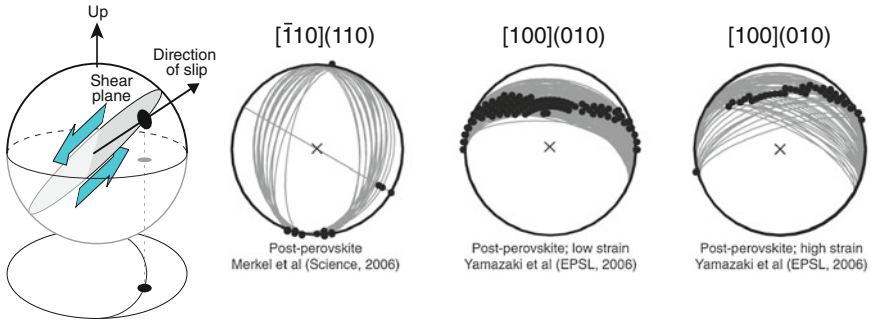 Up
Direction
of slip
Shear
plane
[1̄10](110)
Post-perovskite
Merkel et al (Science, 2006)
[100](010)
Post-perovskite; low strain
Yamazaki et al (EPSL, 2006)
[100](010)
Post-perovskite; high strain
Yamazaki et al (EPSL, 2006)